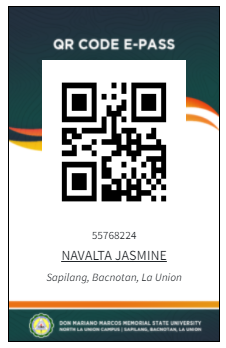 QR CODE E-PASS
55768224
NAVALTA JASMINE
Sapilang, Bacnotan, La Union
DON MARIANO MARCOS MEMORIAL STATE UNIVERSITY
NORTH LA UNION CAMPUS | SAPILANG, BACNOTAN, LA UNION